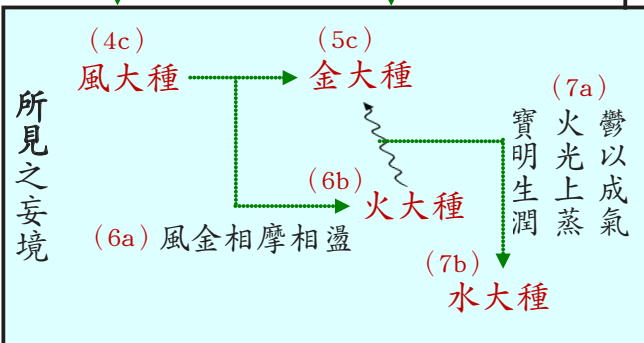 所見之妄境
(4c)
風大種
(5c)
金大種
(6a) 風金相摩相盪
(6b)
火大種
(7a)
鬱以成氣
火光上蒸
寶明生潤
(7b)
水大種